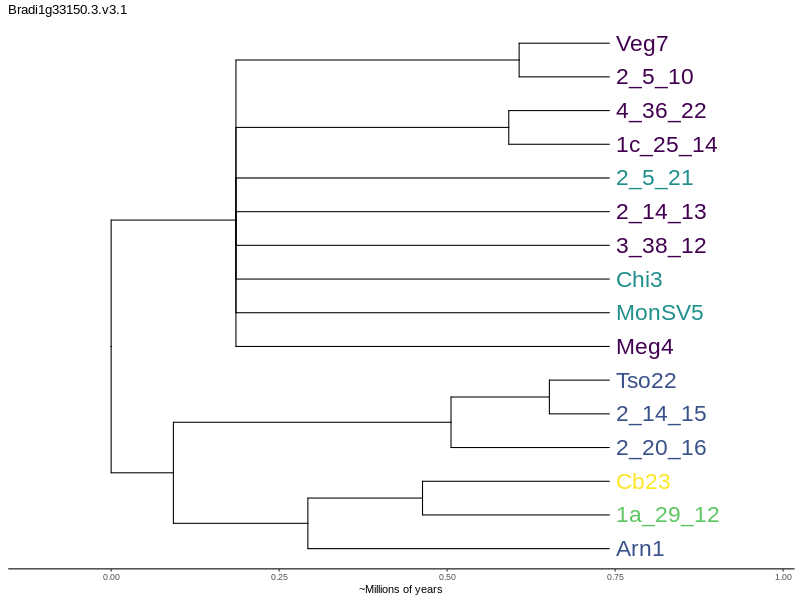 Bradi1g33150.3.v3.1
Veg7
2_5_10
4_36_22
1c_25_14
2_5_21
2_14_13
3_38_12
Chi3
MonSV5
Meg4
Tso22
2_14_15
2_20_16
Cb23
1a_29_12
Arn1
0.00 0.25 0.50 0.75 1.00
~Millions of years